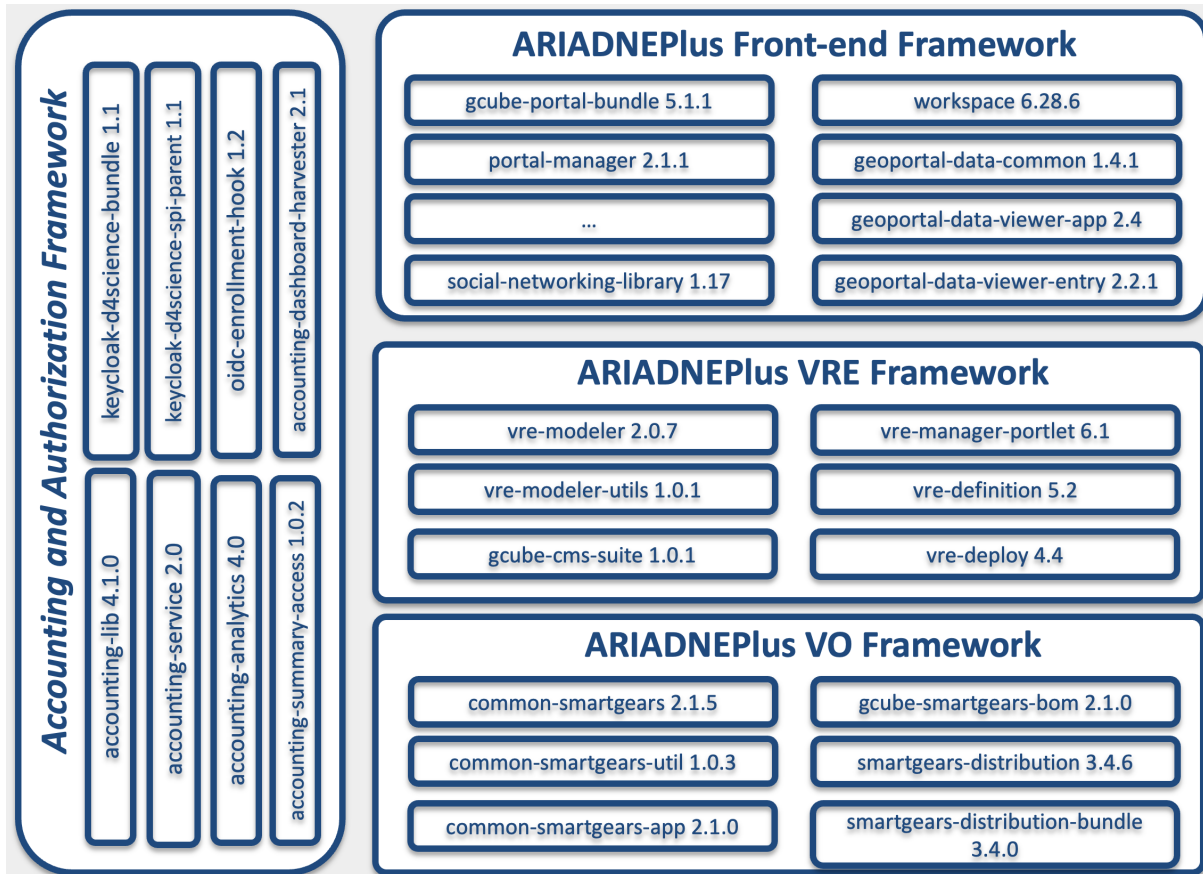 Accounting and Authorization Framework
keycloak-d4science-bundle 1.1
keycloak-d4science-spi-parent 1.1
oidc-enrollment-hook 1.2
accounting-dashboard-harvester 2.1
accounting-lib 4.1.0
accounting-service 2.0
accounting-analytics 4.0
accounting-summary-access 1.0.2
ARIADNEPlus Front-end Framework
gcube-portal-bundle 5.1.1
workspace 6.28.6
portal-manager 2.1.1
geoportal-data-common 1.4.1
...
geoportal-data-viewer-app 2.4
social-networking-library 1.17
geoportal-data-viewer-entry 2.2.1
ARIADNEPlus VRE Framework
vre-modeler 2.0.7
vre-manager-portlet 6.1
vre-modeler-utils 1.0.1
vre-definition 5.2
gcube-cms-suite 1.0.1
vre-deploy 4.4
ARIADNEPlus VO Framework
common-smartgears 2.1.5
gcube-smartgears-bom 2.1.0
common-smartgears-util 1.0.3
smartgears-distribution 3.4.6
common-smartgears-app 2.1.0
smartgears-distribution-bundle
3.4.0